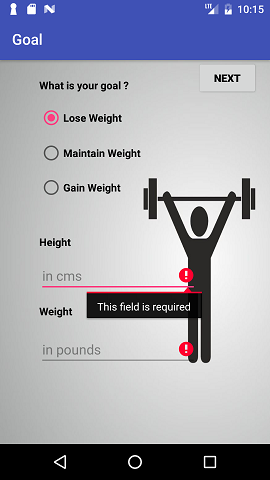 LTE 10:15
Goal
NEXT
What is your goal ?
Lose Weight
Maintain Weight
Gain Weight
Height
in cms
This field is required
Weight
in pounds